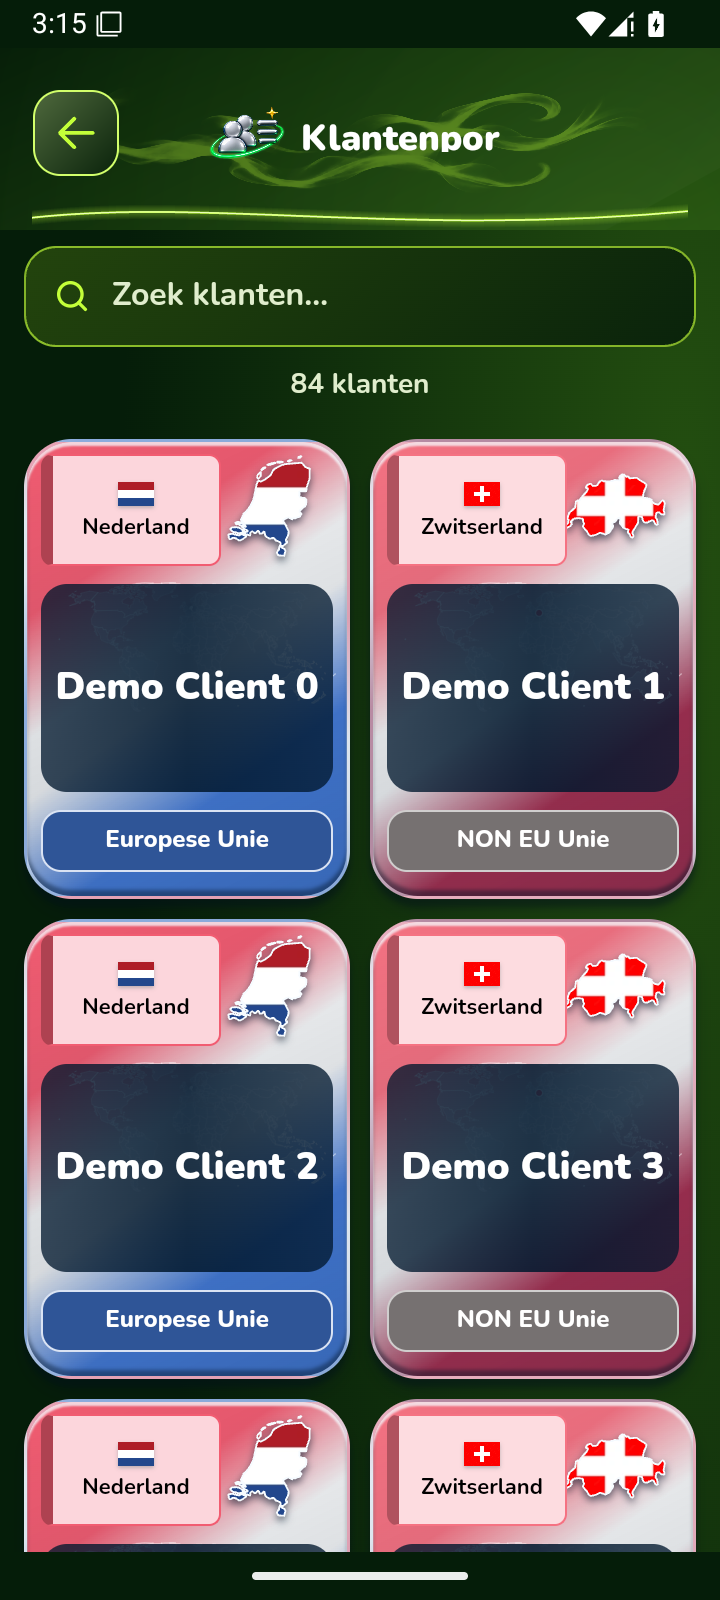 3:15
Klantenpor
Zoek klanten...
84 klanten
Nederland
Zwitserland
Demo Client 0
Demo Client 1
Europese Unie
NON EU Unie
Nederland
Zwitserland
Demo Client 2
Demo Client 3
Europese Unie
NON EU Unie
Nederland
Zwitserland